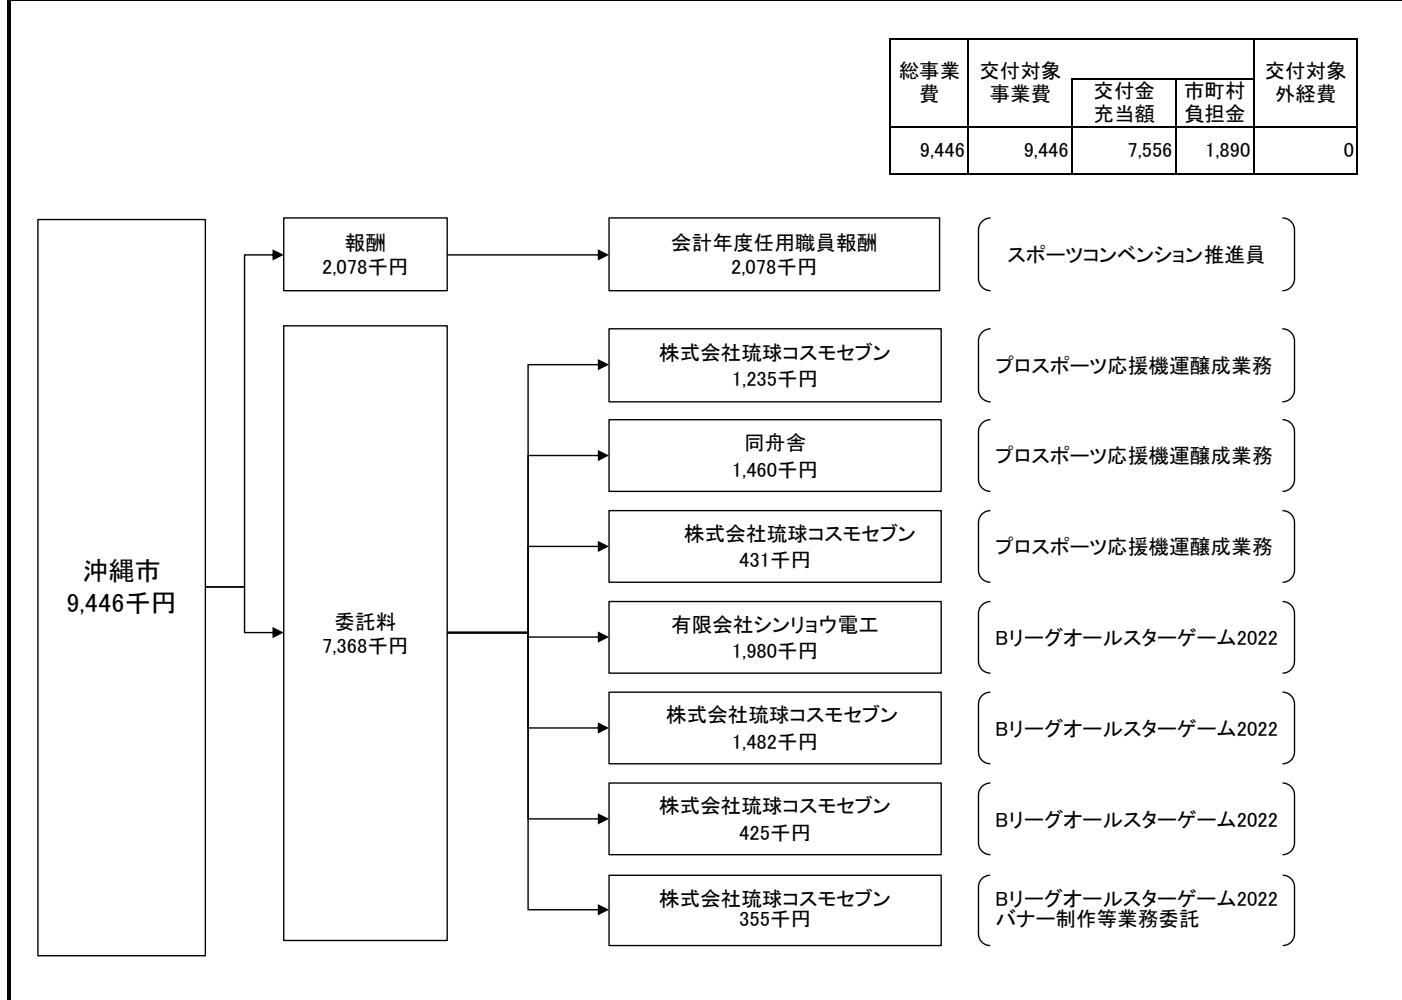 総事業
費
交付対象
事業費
交付金
充当額
市町村
負担金
交付対象
外経費
9,446
9,446
7,556
1,890
0
沖縄市
9,446千円
報酬
2,078千円
会計年度任用職員報酬
2,078千円
スポーツコンベンション推進員
委託料
7,368千円
株式会社琉球コスモセブン
1,235千円
プロスポーツ応援機運醸成業務
同舟舎
1,460千円
プロスポーツ応援機運醸成業務
株式会社琉球コスモセブン
431千円
プロスポーツ応援機運醸成業務
有限会社シンリョウ電工
1,980千円
Bリーグオールスターゲーム2022
株式会社琉球コスモセブン
1,482千円
Bリーグオールスターゲーム2022
株式会社琉球コスモセブン
425千円
Bリーグオールスターゲーム2022
株式会社琉球コスモセブン
355千円
Bリーグオールスターゲーム2022
バナー制作等業務委託